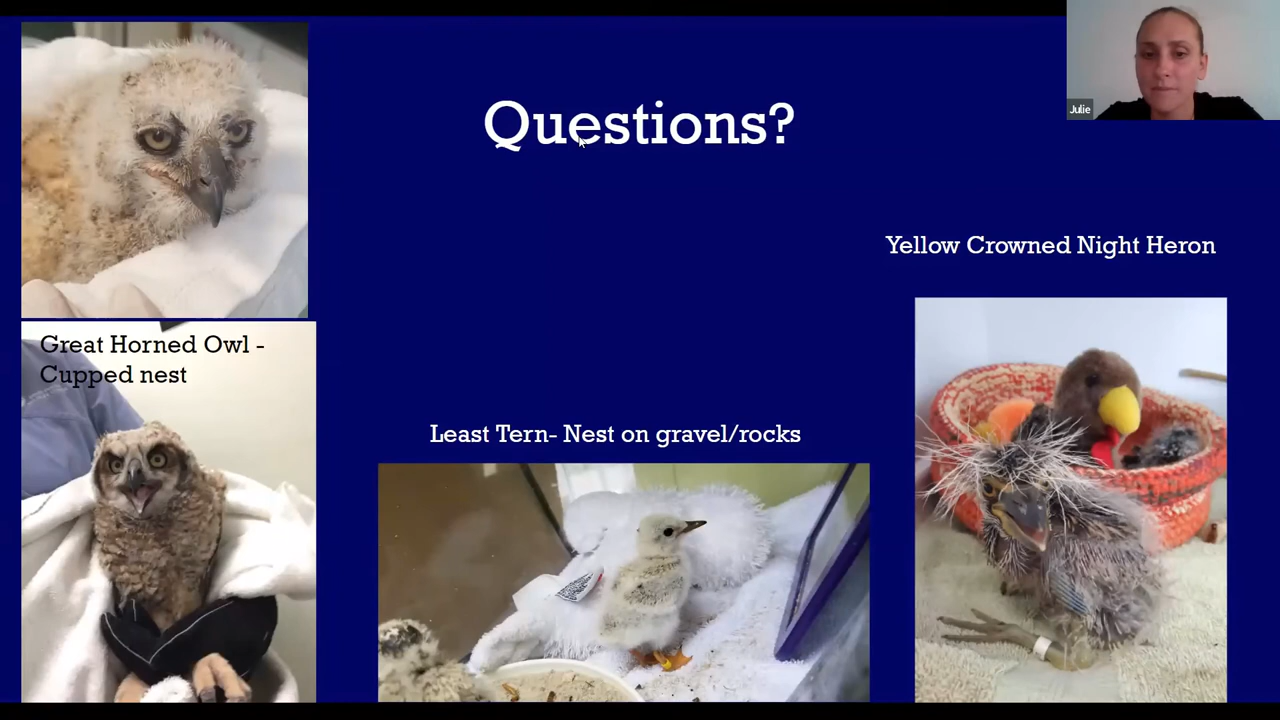 Questions?
Julie
Yellow Crowned Night Heron
Great Horned Owl -
Cupped nest
Least Tern- Nest on gravel/rocks